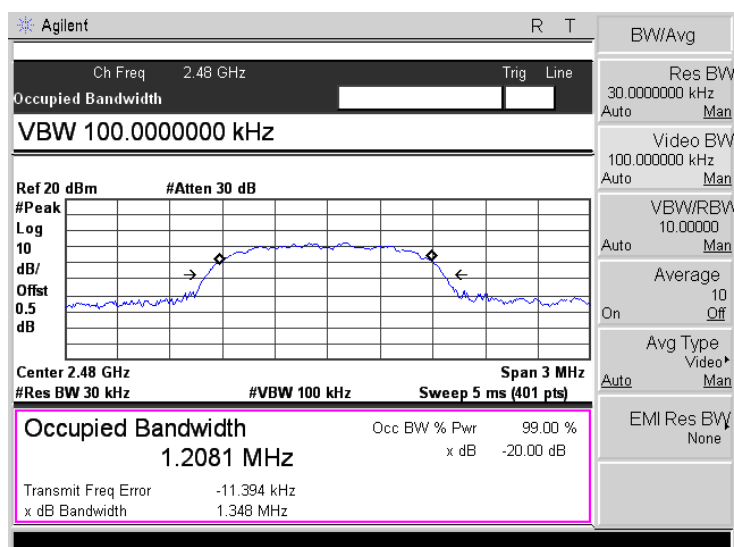 Agilent R T
Ch Freq 2.48 GHz Trig Line
Occupied Bandwidth
VBW 100.0000000 kHz
Ref 20 dBm #Atten 30 dB
#Peak
Log
10
dB/
Offst
0.5
dB
Center 2.48 GHz Span 3 MHz
#Res BW 30 kHz #VBW 100 kHz Sweep 5 ms (401 pts)
Occupied Bandwidth
1.2081 MHz
Occ BW % Pwr 99.00 %
x dB -20.00 dB
Transmit Freq Error -11.394 kHz
x dB Bandwidth 1.348 MHz
BW/Avg
Res BW
30.0000000 kHz
Auto Man
Video BW
100.000000 kHz
Auto Man
VBW/RBW
10.00000
Auto Man
Average
10
On Off
Avg Type
Video
Auto Man
EMI Res BW
None